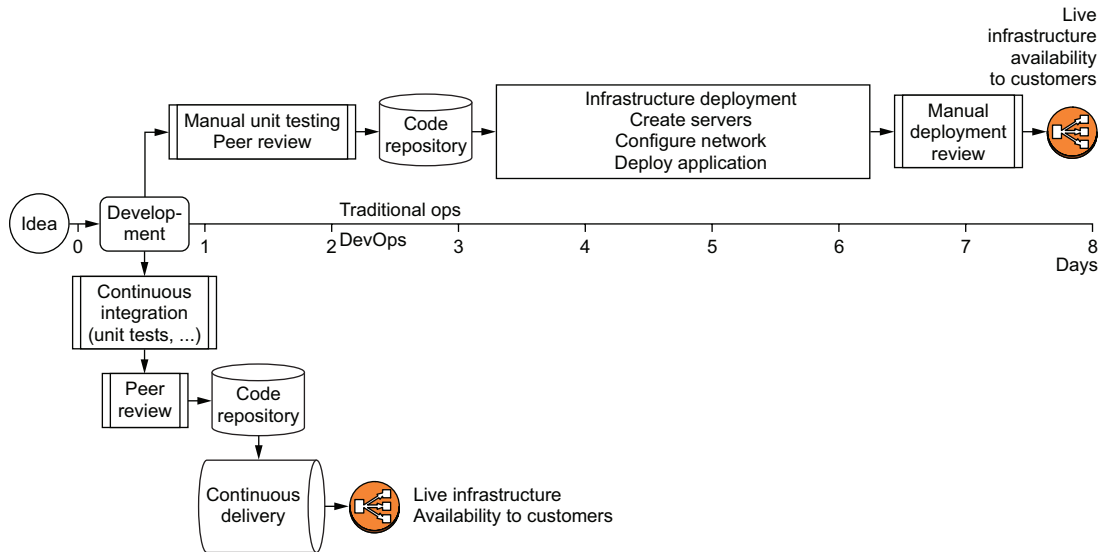 Live
infrastructure
availability
to customers
Manual unit testing
Peer review
Code
repository
Infrastructure deployment
Create servers
Configure network
Deploy application
Manual
deployment
review
Idea
Develop-
ment
Traditional ops
DevOps
0 1 2 3 4 5 6 7 8
Days
Continuous
integration
(unit tests, ...)
Peer
review
Code
repository
Continuous
delivery
Live infrastructure
Availability to customers